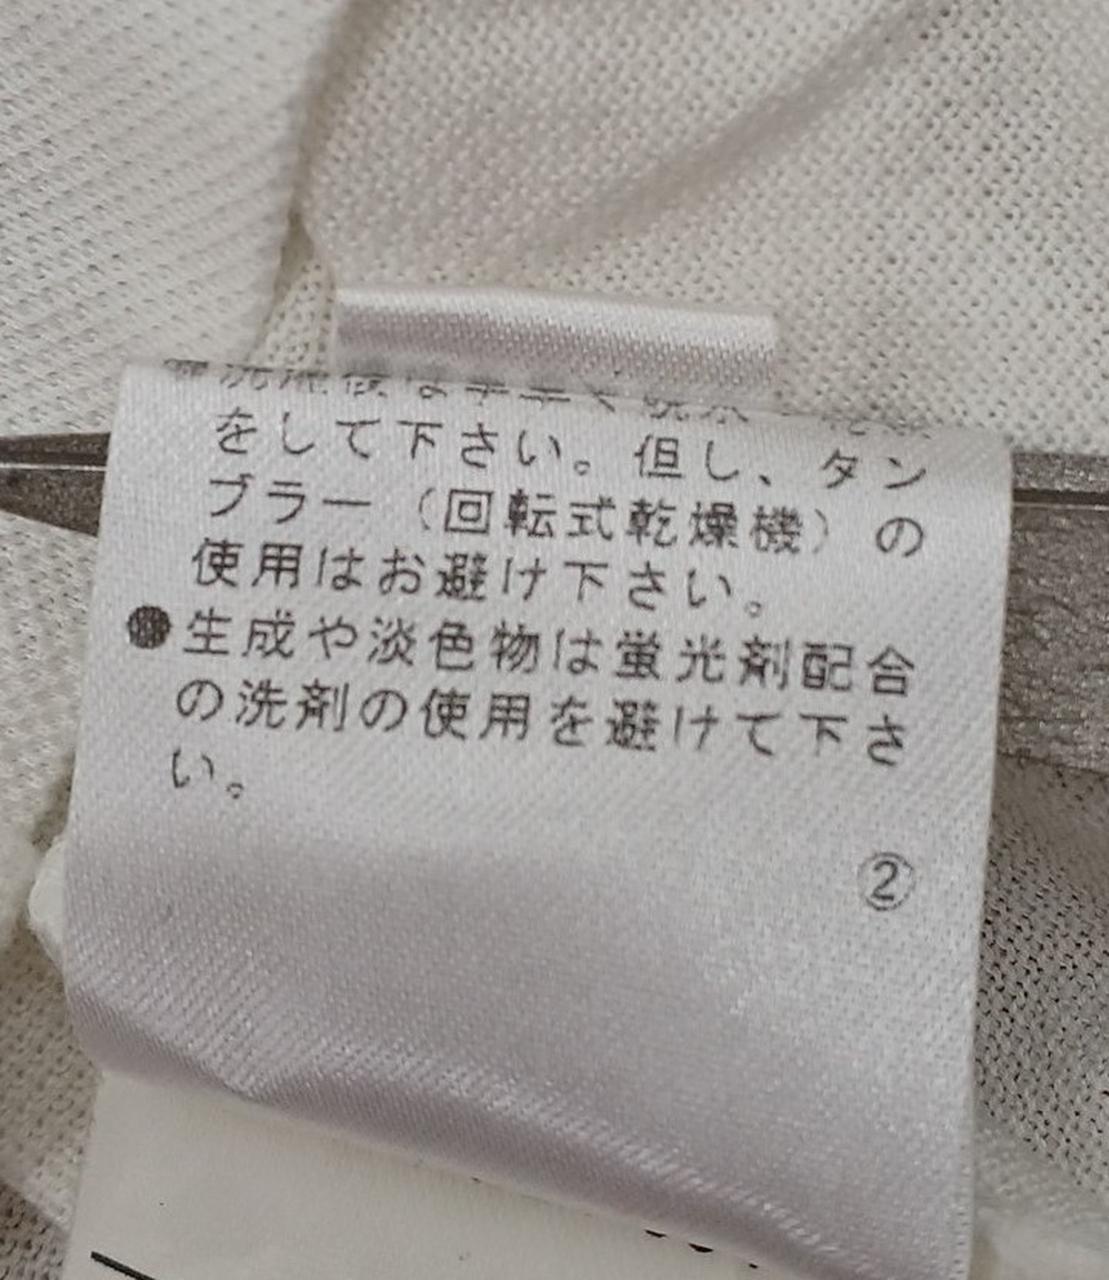 をして下さい。但し、タン
ブラー（回転式乾燥機）の
使用はお避け下さい。
●生成や淡色物は蛍光剤配合
の洗剤の使用を避けて下さ
い。
②